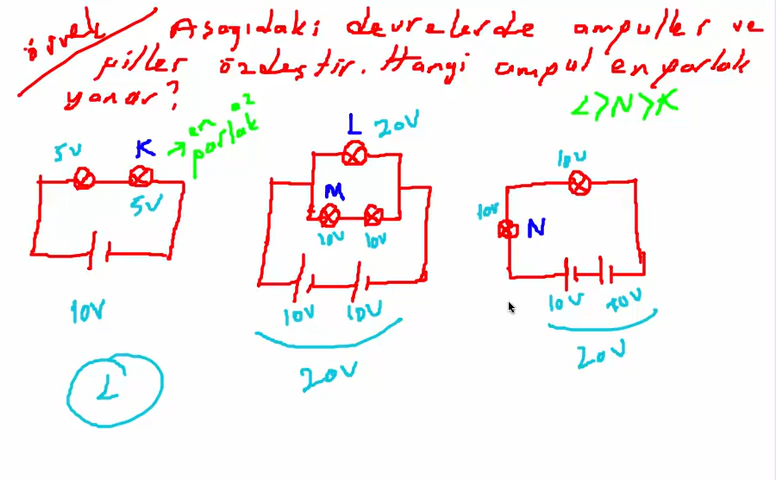 örnek Aşağıdaki devrelerde ampuller ve
piller özdeştir. Hangi ampul en parlak
yanar?
L>N>K
5V K → en az parlak
5V
10V
L 20V
M
20V 10V
10V 10V
20V
10V
10V N
10V 10V
20V
L